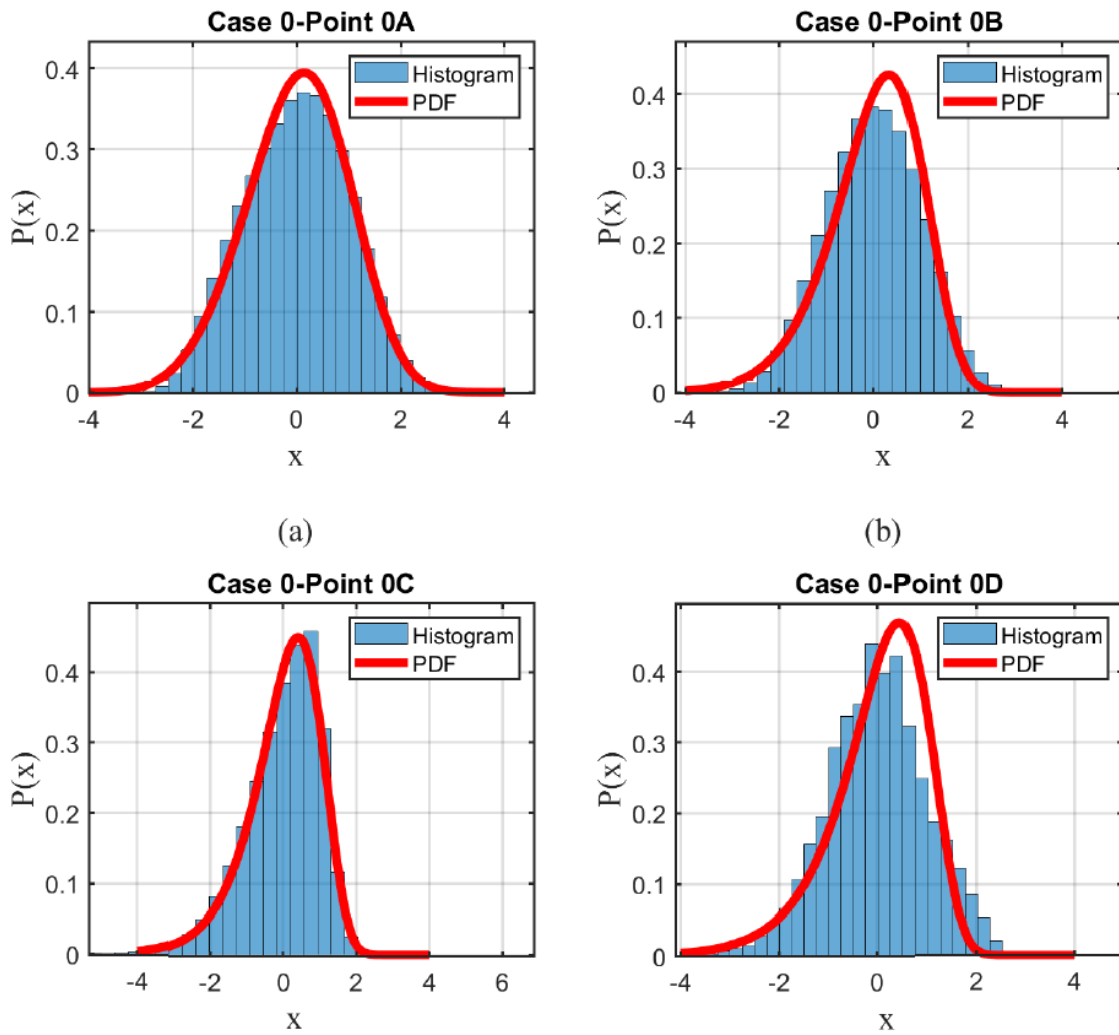 Case 0-Point 0A
Histogram
PDF
0.4
0.3
0.2
0.1
0
P(x)
-4
-2
0
2
4
x
(a)
Case 0-Point 0B
Histogram
PDF
0.4
0.3
0.2
0.1
0
P(x)
-4
-2
0
2
4
x
(b)
Case 0-Point 0C
Histogram
PDF
0.4
0.3
0.2
0.1
0
P(x)
-4
-2
0
2
4
6
x
Case 0-Point 0D
Histogram
PDF
0.4
0.3
0.2
0.1
0
P(x)
-4
-2
0
2
4
x